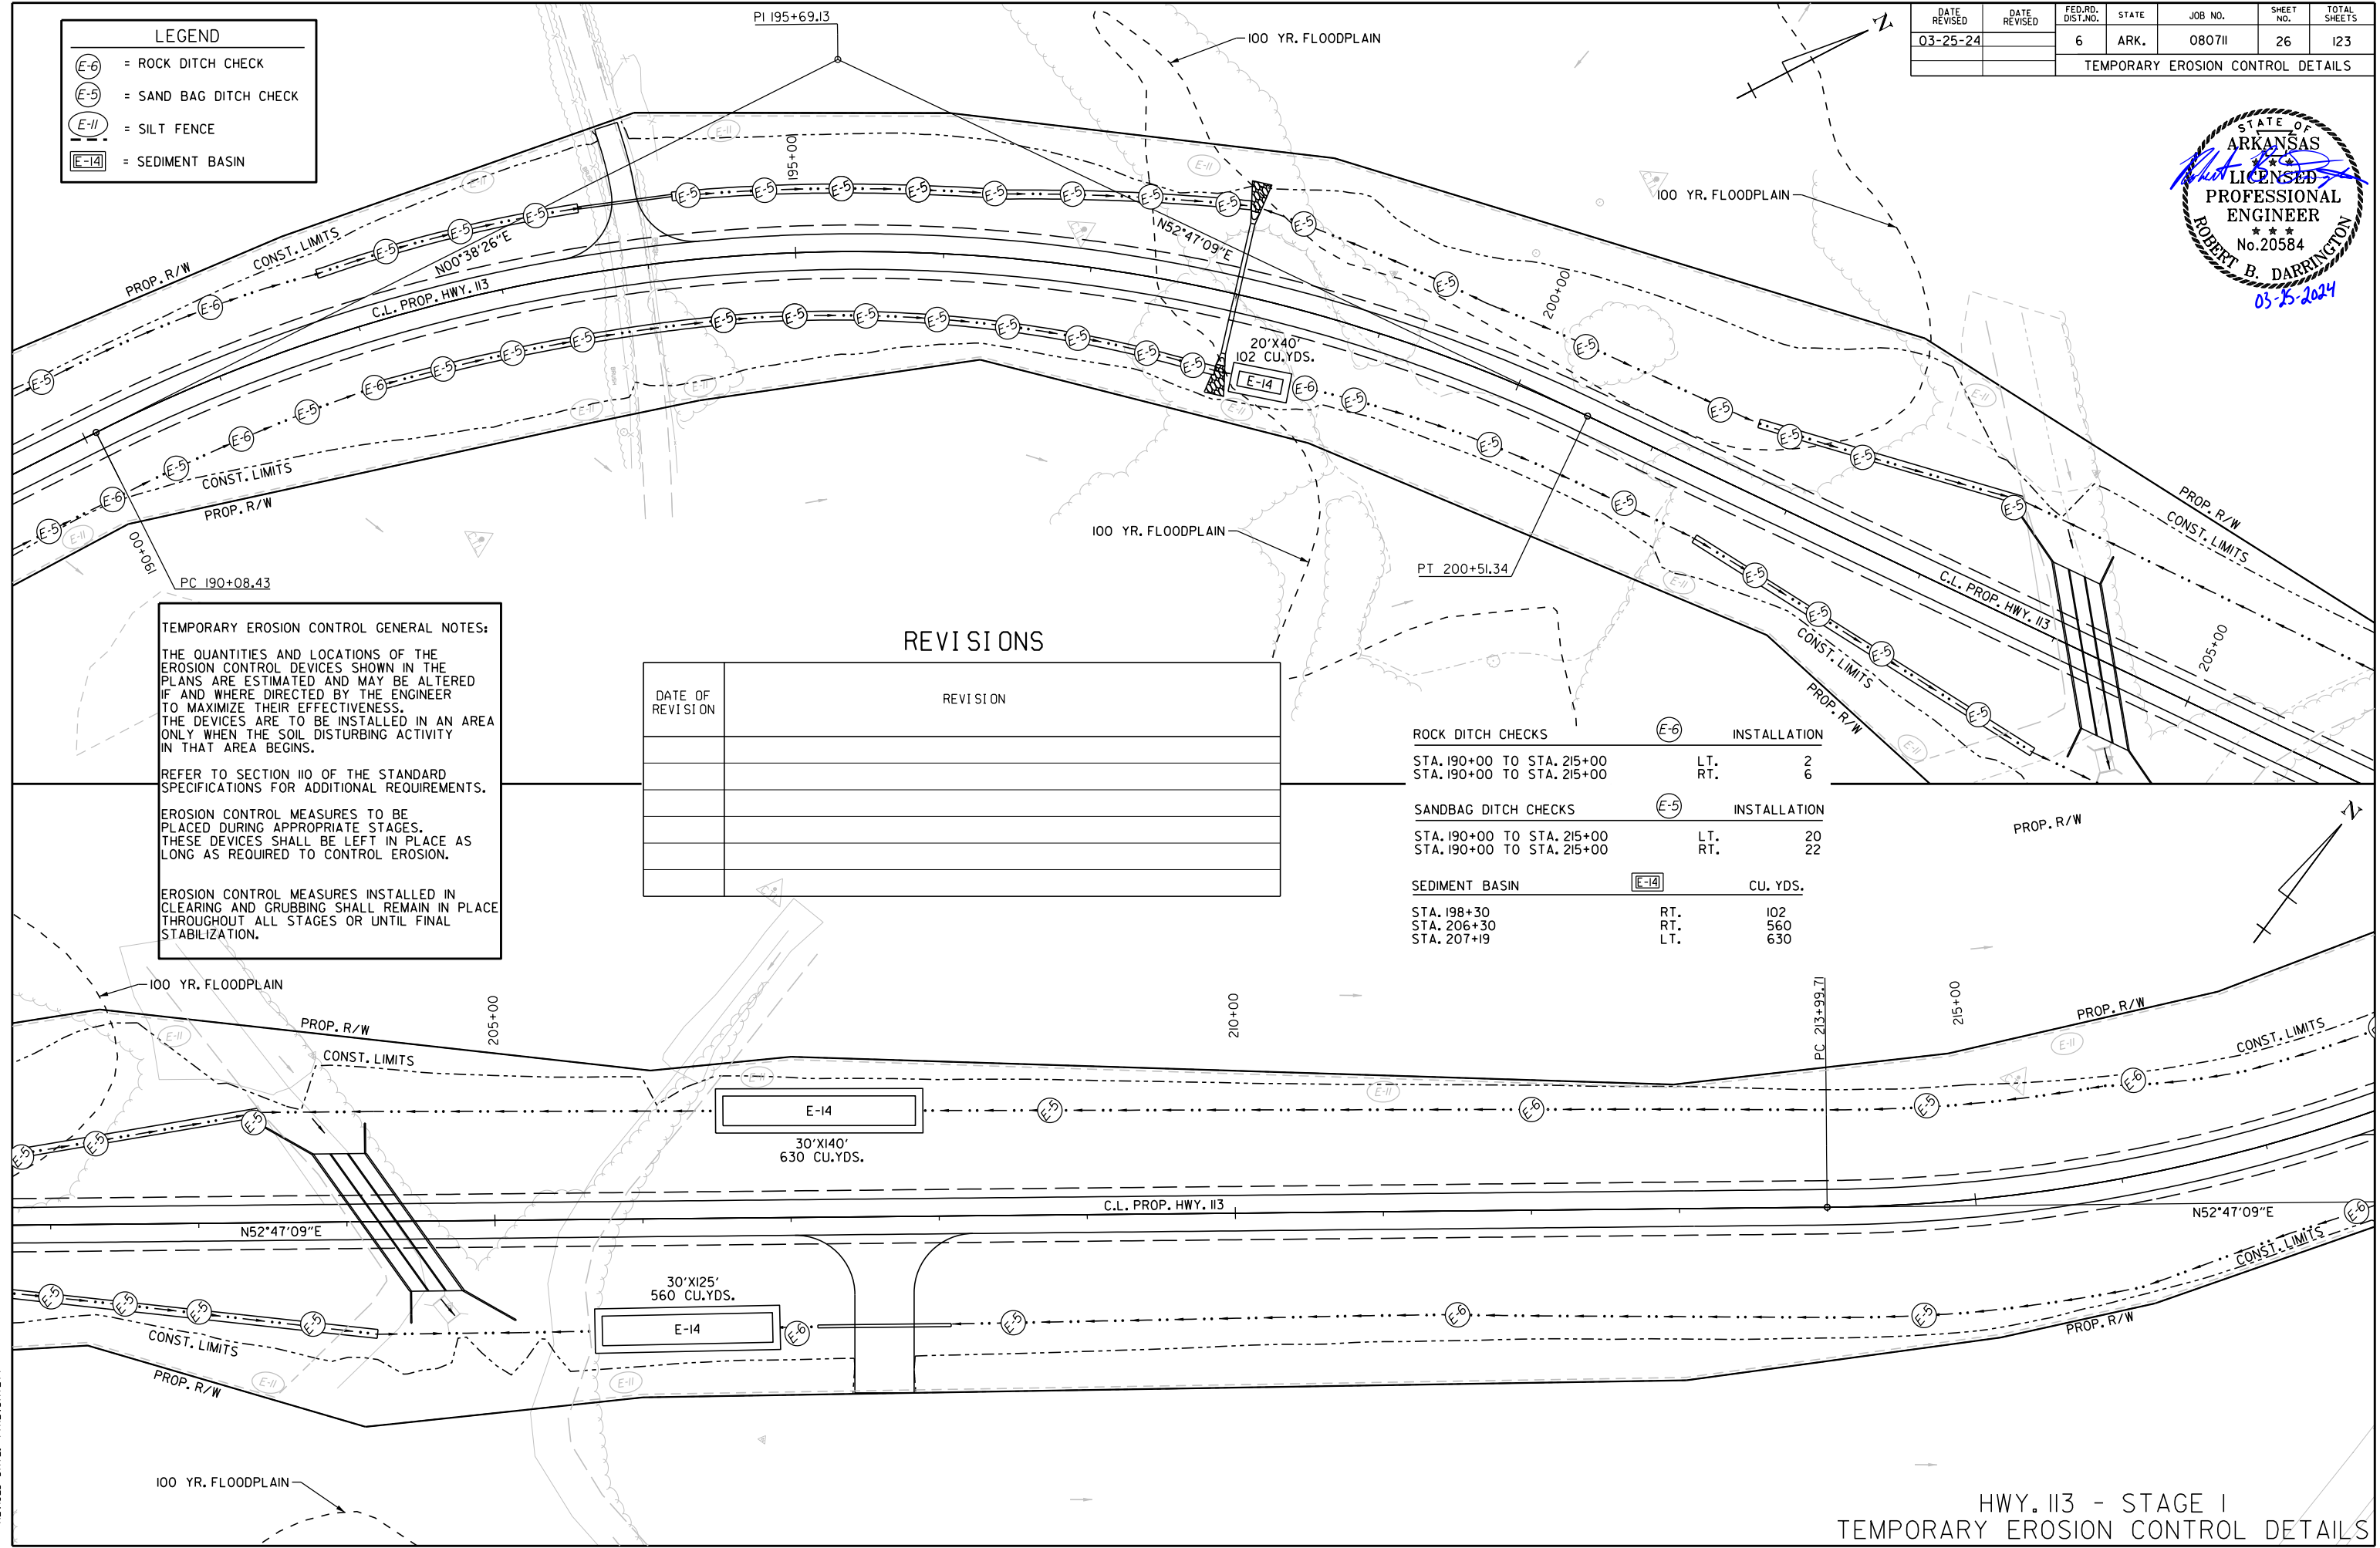 LEGEND
E-6 = ROCK DITCH CHECK
E-5 = SAND BAG DITCH CHECK
E-11 = SILT FENCE
E-14 = SEDIMENT BASIN
DATE REVISED
DATE REVISED
FED.RD. DIST.NO.
STATE
JOB NO.
SHEET NO.
TOTAL SHEETS
03-25-24
6
ARK.
080711
26
123
TEMPORARY EROSION CONTROL DETAILS
STATE OF
ARKANSAS
★ ★ ★
LICENSED
PROFESSIONAL
ENGINEER
★ ★ ★
No.20584
ROBERT B. DARRINGTON
03-25-2024
N
PI 195+69.13
100 YR. FLOODPLAIN
100 YR. FLOODPLAIN
195+00
PROP. R/W
CONST. LIMITS
N00°38'26"E
C.L. PROP. HWY. 113
N52°47'09"E
200+00
20'X40'
102 CU.YDS.
E-14
CONST. LIMITS
PROP. R/W
190+00
PC 190+08.43
100 YR. FLOODPLAIN
PT 200+51.34
PROP. R/W
CONST. LIMITS
C.L. PROP. HWY. 113
205+00
CONST. LIMITS
PROP. R/W
TEMPORARY EROSION CONTROL GENERAL NOTES:
THE QUANTITIES AND LOCATIONS OF THE
EROSION CONTROL DEVICES SHOWN IN THE
PLANS ARE ESTIMATED AND MAY BE ALTERED
IF AND WHERE DIRECTED BY THE ENGINEER
TO MAXIMIZE THEIR EFFECTIVENESS.
THE DEVICES ARE TO BE INSTALLED IN AN AREA
ONLY WHEN THE SOIL DISTURBING ACTIVITY
IN THAT AREA BEGINS.
REFER TO SECTION 110 OF THE STANDARD
SPECIFICATIONS FOR ADDITIONAL REQUIREMENTS.
EROSION CONTROL MEASURES TO BE
PLACED DURING APPROPRIATE STAGES.
THESE DEVICES SHALL BE LEFT IN PLACE AS
LONG AS REQUIRED TO CONTROL EROSION.
EROSION CONTROL MEASURES INSTALLED IN
CLEARING AND GRUBBING SHALL REMAIN IN PLACE
THROUGHOUT ALL STAGES OR UNTIL FINAL
STABILIZATION.
REVISIONS
DATE OF REVISION
REVISION
ROCK DITCH CHECKS E-6 INSTALLATION
STA. 190+00 TO STA. 215+00 LT. 2
STA. 190+00 TO STA. 215+00 RT. 6
SANDBAG DITCH CHECKS E-5 INSTALLATION
STA. 190+00 TO STA. 215+00 LT. 20
STA. 190+00 TO STA. 215+00 RT. 22
SEDIMENT BASIN E-14 CU. YDS.
STA. 198+30 RT. 102
STA. 206+30 RT. 560
STA. 207+19 LT. 630
PROP. R/W
N
100 YR. FLOODPLAIN
PROP. R/W
CONST. LIMITS
205+00
210+00
PC 213+99.71
215+00
PROP. R/W
CONST. LIMITS
E-14
30'X140'
630 CU.YDS.
C.L. PROP. HWY. 113
N52°47'09"E
N52°47'09"E
30'X125'
560 CU.YDS.
E-14
CONST. LIMITS
PROP. R/W
CONST. LIMITS
PROP. R/W
100 YR. FLOODPLAIN
HWY. 113 - STAGE 1
TEMPORARY EROSION CONTROL DETAILS